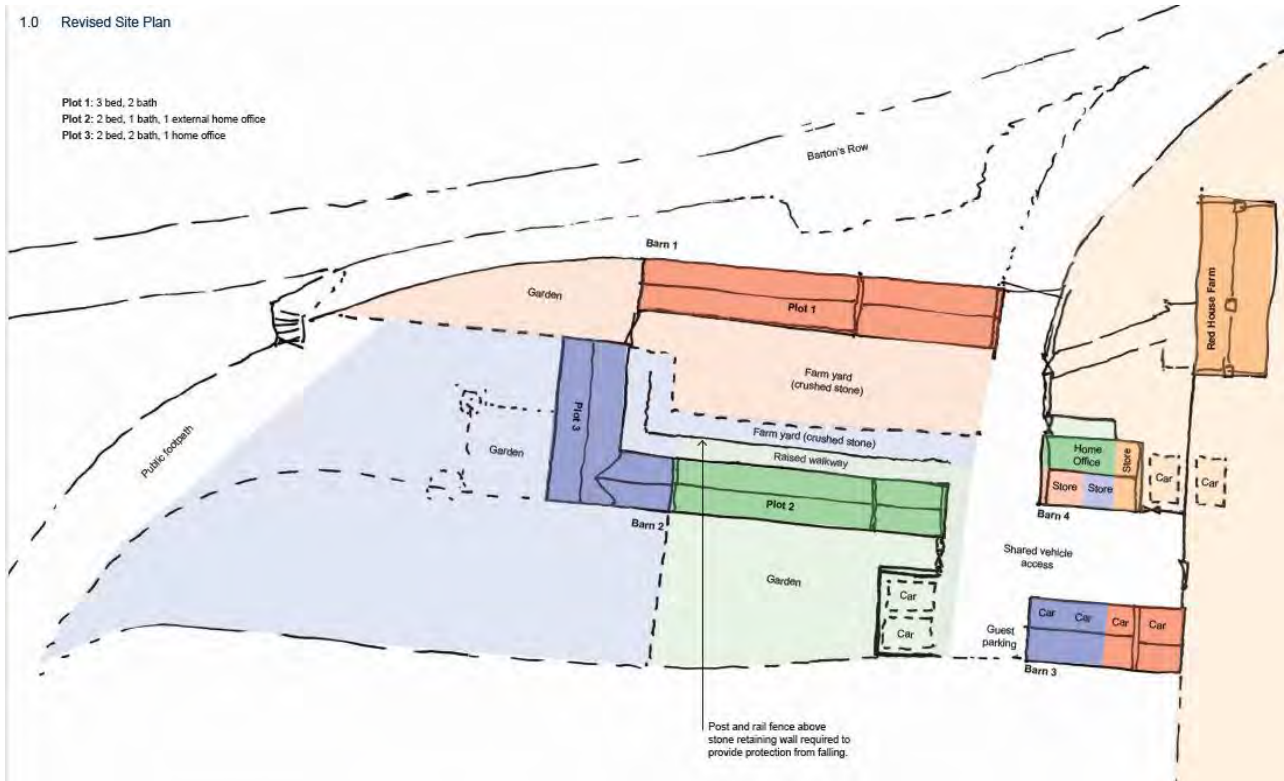 1.0 Revised Site Plan
Plot 1: 3 bed, 2 bath
Plot 2: 2 bed, 1 bath, 1 external home office
Plot 3: 2 bed, 2 bath, 1 home office
Barton's Row
Barn 1
Garden
Plot 1
Red House Farm
Farm yard
(crushed stone)
Plot 3
Public footpath
Garden
Farm yard (crushed stone)
Raised walkway
Home
Office
Store
Car
Car
Store
Store
Barn 4
Plot 2
Barn 2
Shared vehicle
access
Garden
Car
Car
Guest
parking
Car
Car
Car
Car
Barn 3
Post and rail fence above
stone retaining wall required to
provide protection from falling.